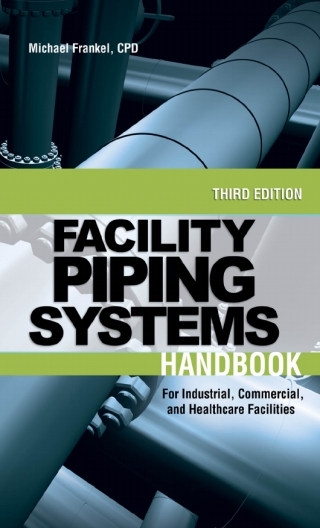 Michael Frankel, CPD
THIRD EDITION
FACILITY
PIPING
SYSTEMS
HANDBOOK
For Industrial, Commercial,
and Healthcare Facilities